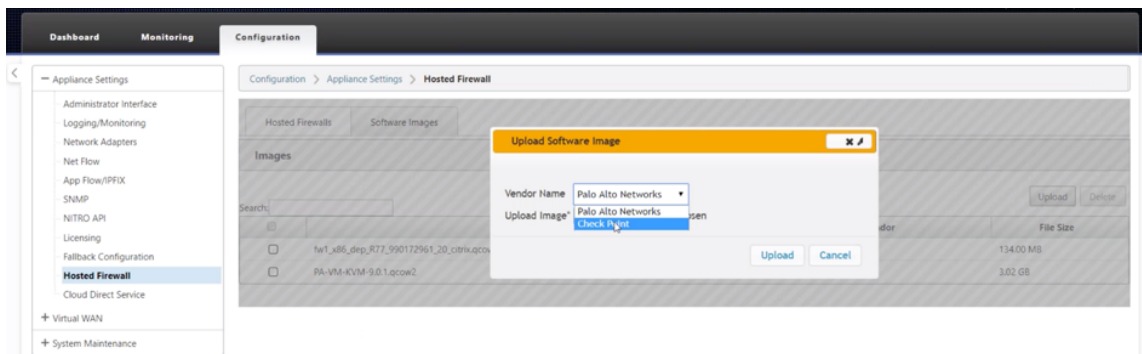 Dashboard Monitoring Configuration
− Appliance Settings
Configuration > Appliance Settings > Hosted Firewall
Administrator Interface
Logging/Monitoring
Network Adapters
Net Flow
App Flow/IPFIX
SNMP
NITRO API
Licensing
Fallback Configuration
Hosted Firewall
Cloud Direct Service
+ Virtual WAN
+ System Maintenance
Hosted Firewalls Software Images
Images
Search:
Upload Delete
File Size
fw1_x86_dep_R77_990172961_20_citrix.qcow 134.00 MB
PA-VM-KVM-9.0.1.qcow2 3.02 GB
Upload Software Image
Vendor Name Palo Alto Networks
Palo Alto Networks
Check Point
Upload Image*
Upload Cancel